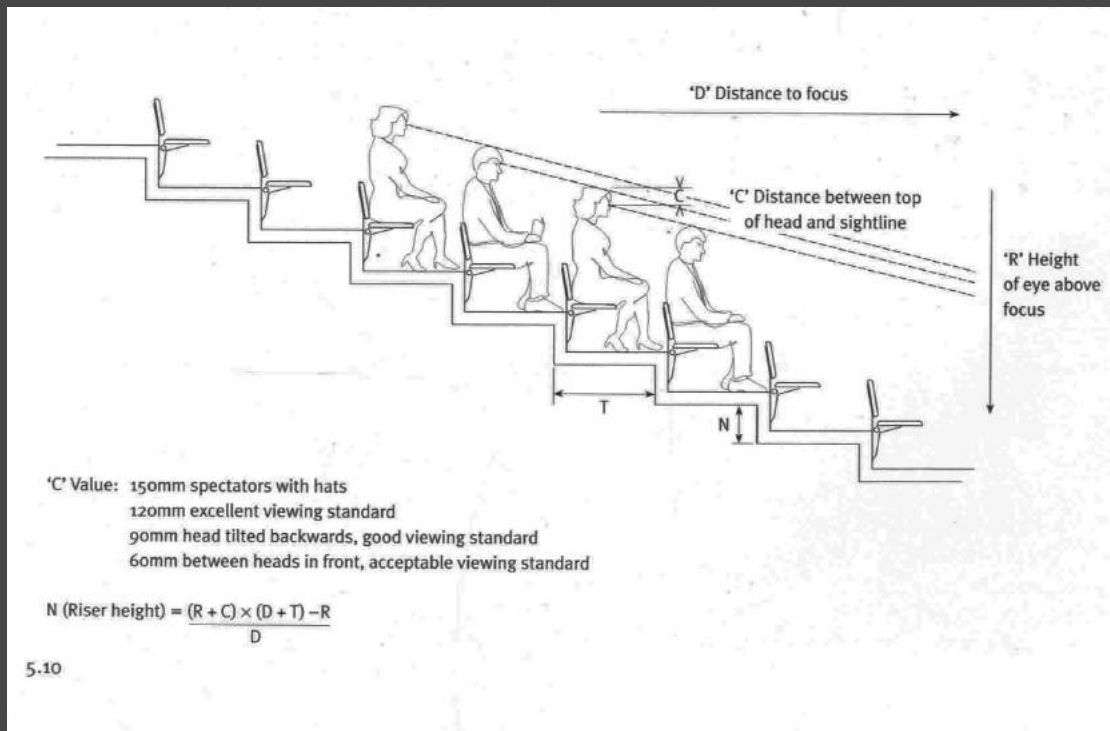 'D' Distance to focus
C
'C' Distance between top
of head and sightline
'R' Height
of eye above
focus
T
N
'C' Value: 150mm spectators with hats
120mm excellent viewing standard
90mm head tilted backwards, good viewing standard
60mm between heads in front, acceptable viewing standard
N (Riser height) = (R + C) × (D + T) – R
D
5.10